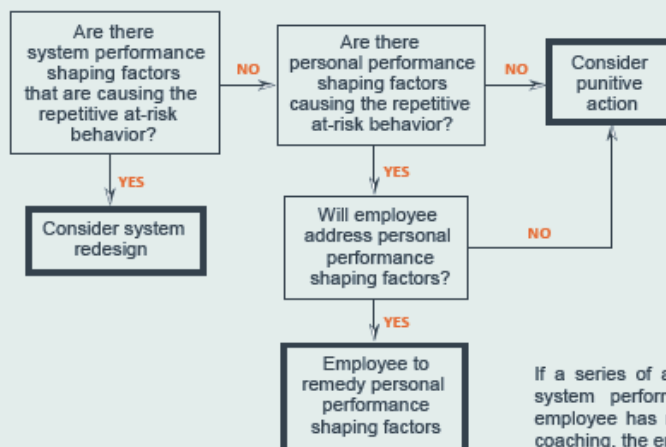 Are there
system performance
shaping factors
that are causing the
repetitive at-risk
behavior?
NO
Are there
personal performance
shaping factors
causing the repetitive
at-risk behavior?
NO
Consider
punitive
action
YES
Consider system
redesign
YES
Will employee
address personal
performance
shaping factors?
NO
YES
Employee to
remedy personal
performance
shaping factors
If a series of
system
employee has
coaching, the